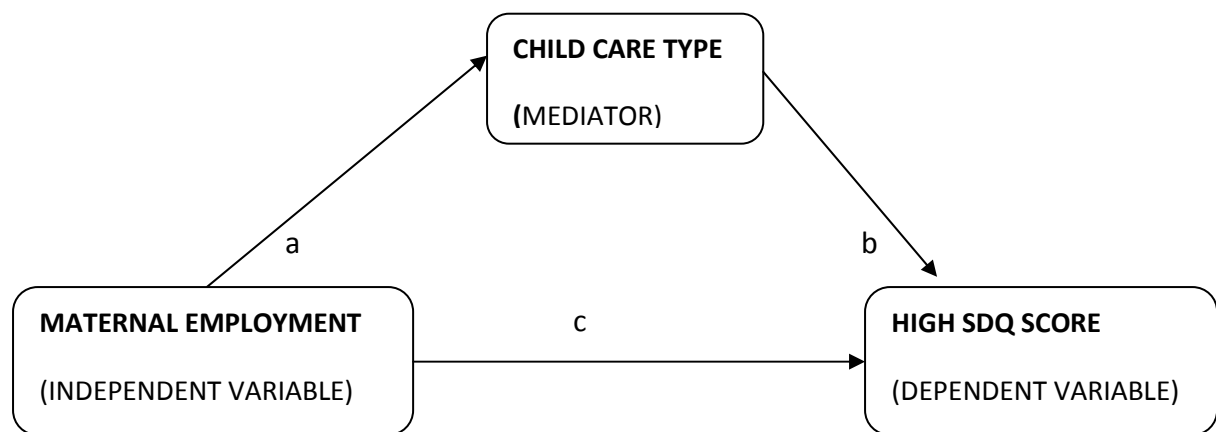 CHILD CARE TYPE
(MEDIATOR)
a
b
MATERNAL EMPLOYMENT
(INDEPENDENT VARIABLE)
c
HIGH SDQ SCORE
(DEPENDENT VARIABLE)